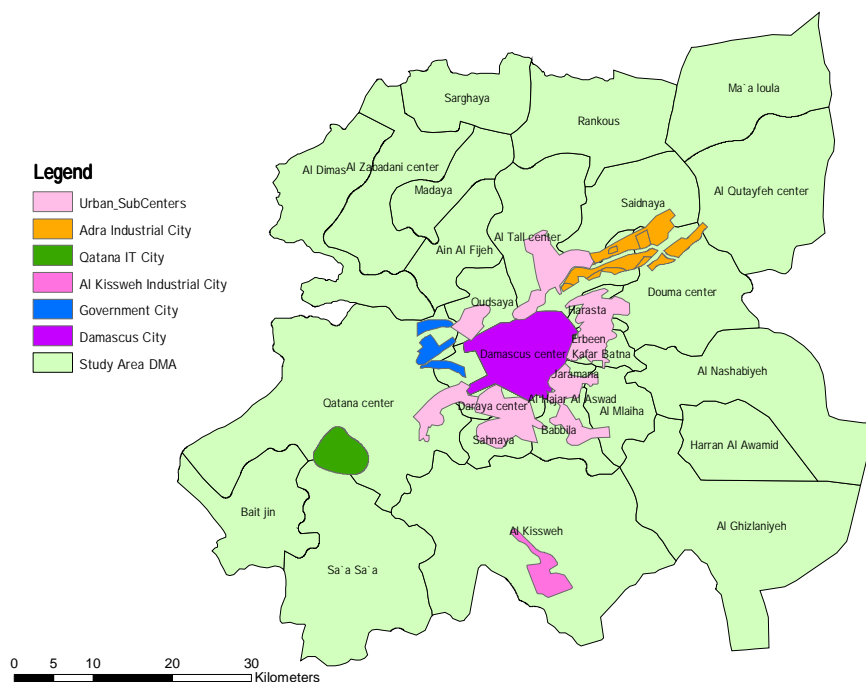 Ma`a loula
Sarghaya
Rankous
Al Dimas
Al Zabadani center
Madaya
Saidnaya
Al Qutayfeh center
Legend
Urban_SubCenters
Adra Industrial City
Qatana IT City
Al Kissweh Industrial City
Government City
Damascus City
Study Area DMA
Al Tall center
Ain Al Fijeh
Douma center
Qudsaya
Harasta
Erbeen
Damascus center
Kafar Batna
Jaramana
Al Nashabiyeh
Qatana center
Daraya center
Al Hajar Al Aswad
Al Mlaiha
Babbila
Sahnaya
Harran Al Awamid
Bait jin
Al Kissweh
Al Ghizlaniyeh
Sa`a Sa`a
0 5 10 20 30
Kilometers